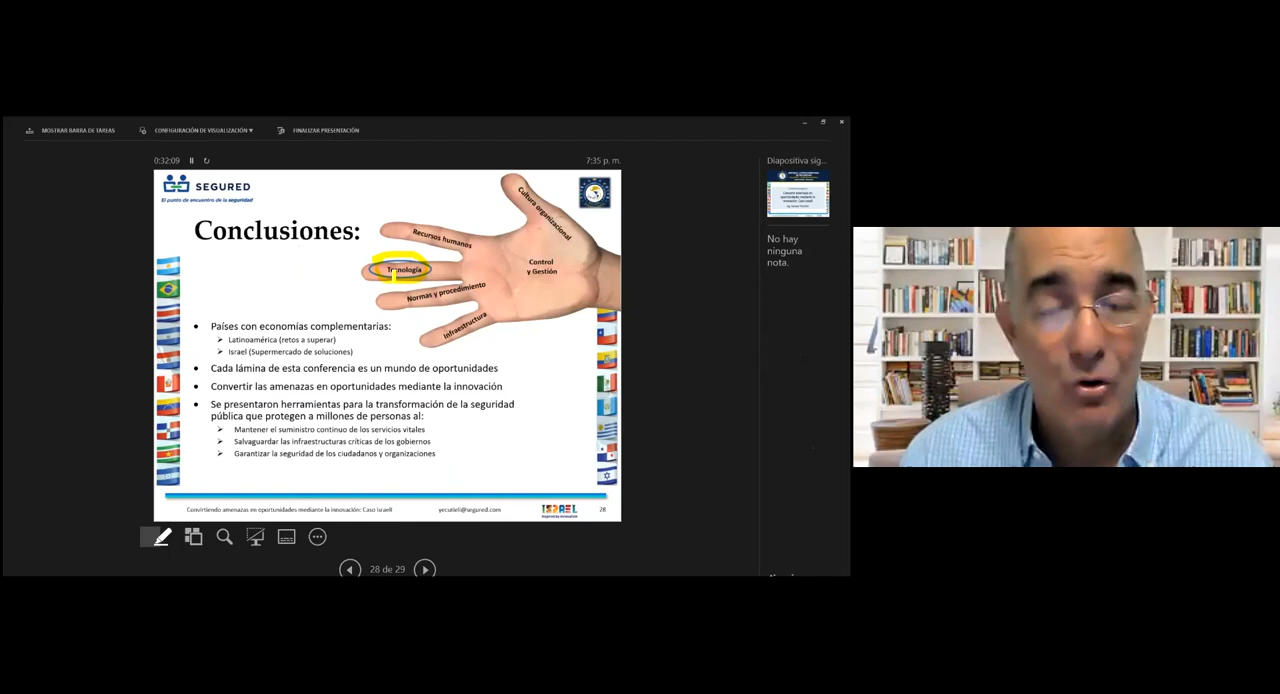 MOSTRAR BARRA DE TAREAS
CONFIGURACIÓN DE VISUALIZACIÓN
FINALIZAR PRESENTACIÓN
0:32:09
7:35 p. m.
Diapositiva sig...
SEGURED
El punto de encuentro de la seguridad
Conclusiones:
Cultura organizacional
Recursos humanos
Tecnología
Control
y Gestión
Normas y procedimiento
Infraestructura
No hay
ninguna
nota.
• Países con economías complementarias:
➢ Latinoamérica (retos a superar)
➢ Israel (Supermercado de soluciones)
• Cada lámina de esta conferencia es un mundo de oportunidades
• Convertir las amenazas en oportunidades mediante la innovación
• Se presentaron herramientas para la transformación de la seguridad
pública que protegen a millones de personas al:
➢ Mantener el suministro continuo de los servicios vitales
➢ Salvaguardar las infraestructuras críticas de los gobiernos
➢ Garantizar la seguridad de los ciudadanos y organizaciones
Convirtiendo amenazas en oportunidades mediante la innovación: Caso Israelí
yecutieli@segured.com
ISRAEL
28
28 de 29